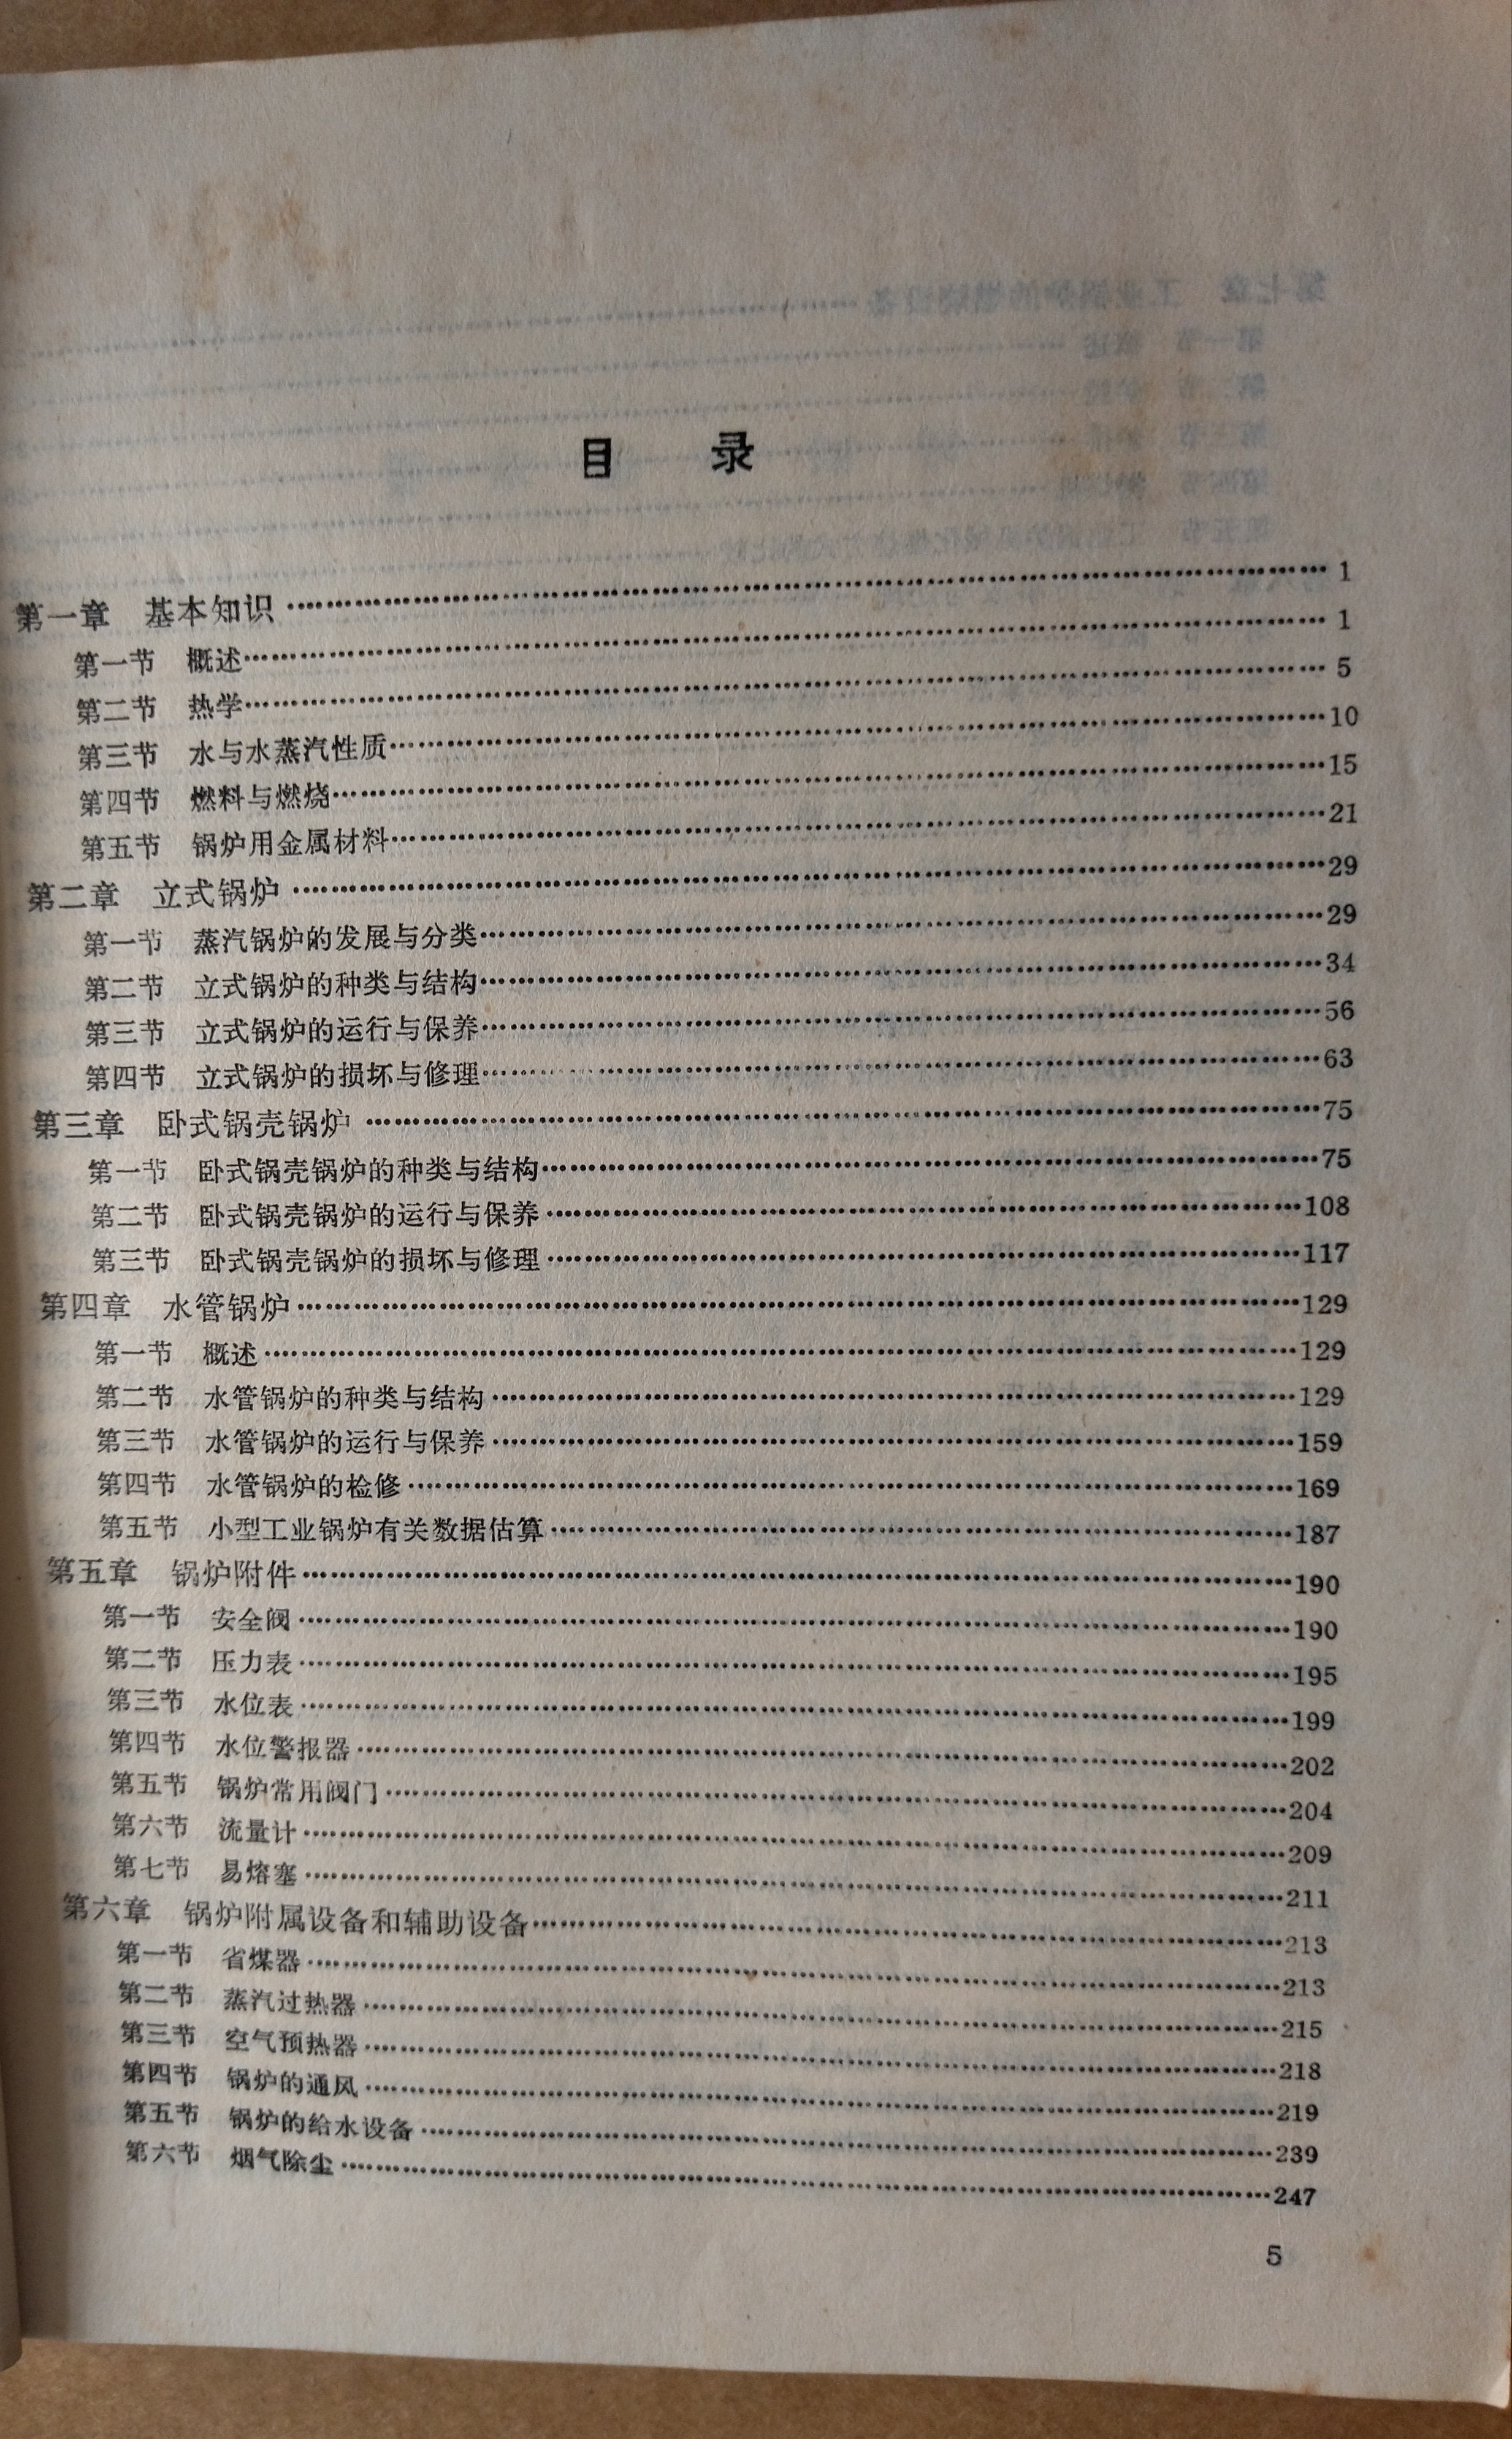 目 录
第一章 基本知识 …… 1
第一节 概述 …… 1
第二节 热学 …… 5
第三节 水与水蒸汽性质 …… 10
第四节 燃料与燃烧 …… 15
第五节 锅炉用金属材料 …… 21
第二章 立式锅炉 …… 29
第一节 蒸汽锅炉的发展与分类 …… 29
第二节 立式锅炉的种类与结构 …… 34
第三节 立式锅炉的运行与保养 …… 56
第四节 立式锅炉的损坏与修理 …… 63
第三章 卧式锅壳锅炉 …… 75
第一节 卧式锅壳锅炉的种类与结构 …… 75
第二节 卧式锅壳锅炉的运行与保养 …… 108
第三节 卧式锅壳锅炉的损坏与修理 …… 117
第四章 水管锅炉 …… 129
第一节 概述 …… 129
第二节 水管锅炉的种类与结构 …… 129
第三节 水管锅炉的运行与保养 …… 159
第四节 水管锅炉的检修 …… 169
第五节 小型工业锅炉有关数据估算 …… 187
第五章 锅炉附件 …… 190
第一节 安全阀 …… 190
第二节 压力表 …… 195
第三节 水位表 …… 199
第四节 水位警报器 …… 202
第五节 锅炉常用阀门 …… 204
第六节 流量计 …… 209
第七节 易熔塞 …… 211
第六章 锅炉附属设备和辅助设备 …… 213
第一节 省煤器 …… 213
第二节 蒸汽过热器 …… 215
第三节 空气预热器 …… 218
第四节 锅炉的通风 …… 219
第五节 锅炉的给水设备 …… 239
第六节 烟气除尘 …… 247
5